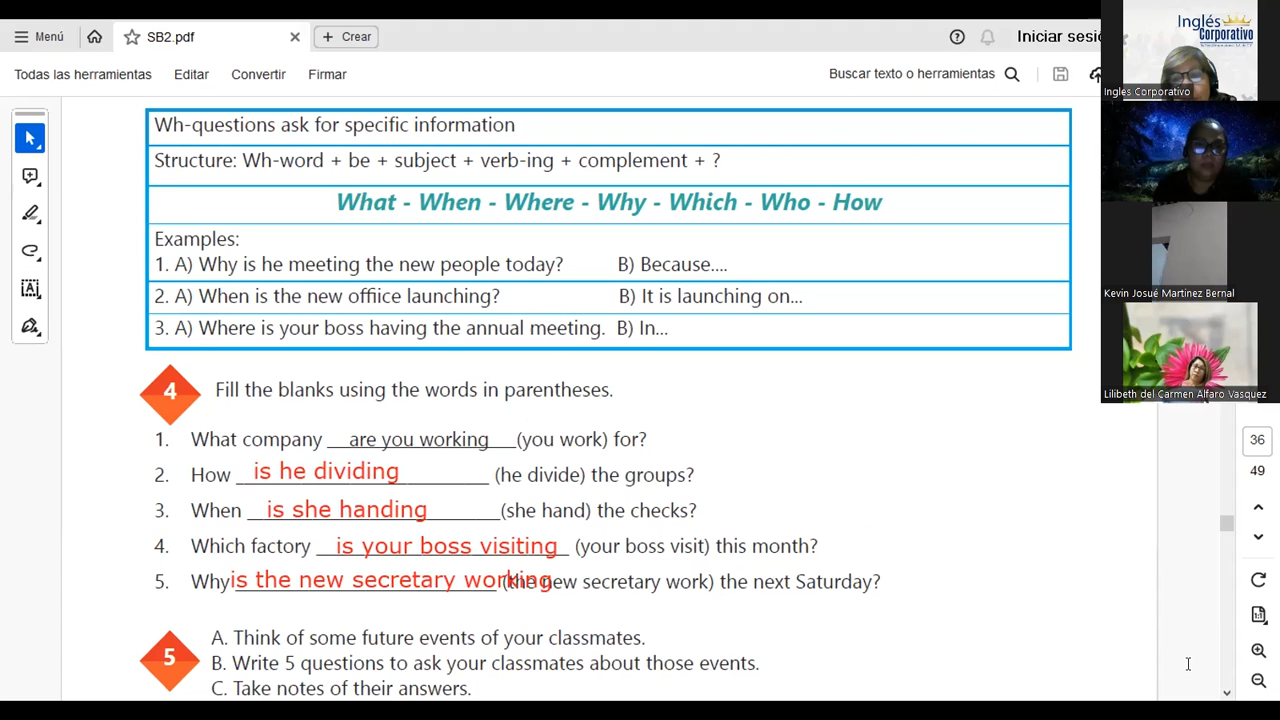 Menú
SB2.pdf
Crear
Iniciar sesi
Todas las herramientas
Editar
Convertir
Firmar
Buscar texto o herramientas
Wh-questions ask for specific information
Structure: Wh-word + be + subject + verb-ing + complement + ?
What - When - Where - Why - Which - Who - How
Examples:
1. A) Why is he meeting the new people today? B) Because....
2. A) When is the new office launching? B) It is launching on...
3. A) Where is your boss having the annual meeting. B) In...
4 Fill the blanks using the words in parentheses.
1. What company __are you working___(you work) for?
2. How is he dividing (he divide) the groups?
3. When is she handing (she hand) the checks?
4. Which factory is your boss visiting (your boss visit) this month?
5. Why is the new secretary working (the new secretary work) the next Saturday?
5 A. Think of some future events of your classmates.
B. Write 5 questions to ask your classmates about those events.
C. Take notes of their answers.
36
49
Inglés
Corporativo
Ingles Corporativo
Kevin Josué Martinez Bernal
Lilibeth del Carmen Alfaro Vasquez